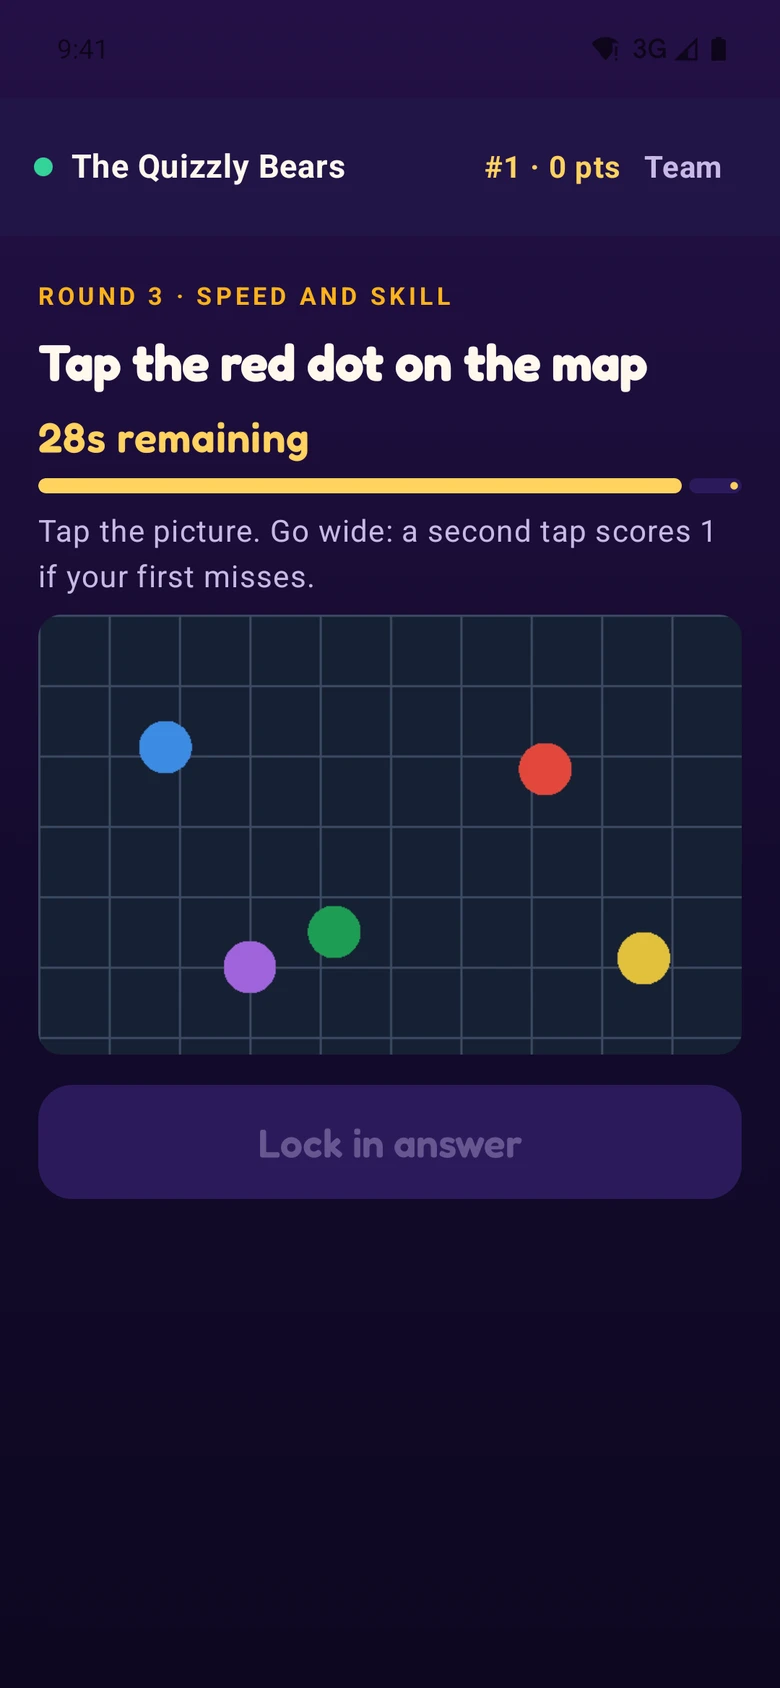 9:41
3G
The Quizzly Bears
#1 · 0 pts
Team
ROUND 3 · SPEED AND SKILL
Tap the red dot on the map
28s remaining
Tap the picture. Go wide: a second tap scores 1
if your first misses.
Lock in answer